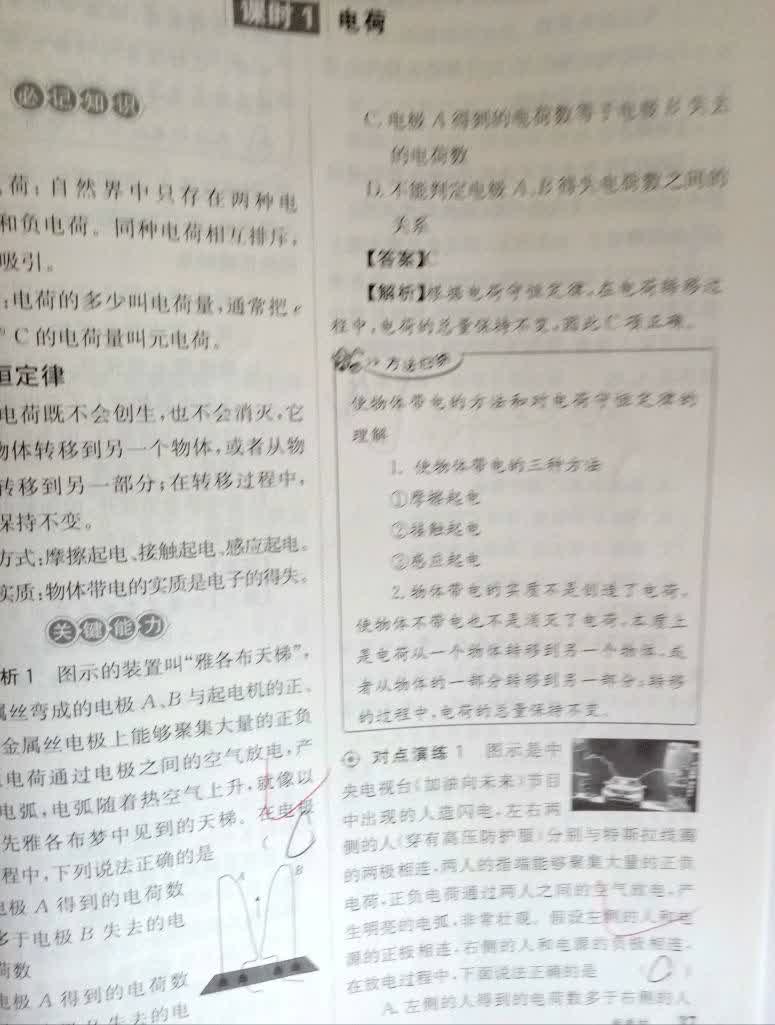 课时1 电荷
必记知识
荷：自然界中只存在两种电
和负电荷。同种电荷相互排斥，
吸引。
：电荷的多少叫电荷量，通常把e
C的电荷量叫元电荷。
恒定律
电荷既不会创生，也不会消灭，它
物体转移到另一个物体，或者从物
转移到另一部分；在转移过程中，
保持不变。
方式：摩擦起电、接触起电、感应起电。
实质：物体带电的实质是电子的得失。
关键能力
析1 图示的装置叫“雅各布天梯”，
属丝弯成的电极A、B与起电机的正、
金属丝电极上能够聚集大量的正负
电荷通过电极之间的空气放电，产
电弧，电弧随着热空气上升，就像以
先雅各布梦中见到的天梯。在电极
程中，下列说法正确的是（
A
B
电极A得到的电荷数
多于电极B失去的电
荷数
电极A得到的电荷数
失去的电
C.电极A得到的电荷数等于电极B失去
的电荷数
D.不能判定电极A、B得失电荷数之间的
关系
【答案】C
【解析】根据电荷守恒定律，在电荷转移过
程中，电荷的总量保持不变，因此C项正确。
方法归纳
使物体带电的方法和对电荷守恒定律的
理解
1.使物体带电的三种方法
①摩擦起电
②接触起电
③感应起电
2.物体带电的实质不是创造了电荷，
使物体不带电也不是消灭了电荷，本质上
是电荷从一个物体转移到另一个物体，或
者从物体的一部分转移到另一部分；转移
的过程中，电荷的总量保持不变。
对点演练1 图示是中
央电视台《加油向未来》节目
中出现的人造闪电，左右两
侧的人（穿有高压防护服）分别与特斯拉线圈
的两极相连，两人的指端能够聚集大量的正负
电荷，正负电荷通过两人之间的空气放电，产
生明亮的电弧，非常壮观。假设左侧的人和电
源的正极相连，右侧的人和电源的负极相连，
在放电过程中，下面说法正确的是（ ）
A.左侧的人得到的电荷数多于右侧的人
37